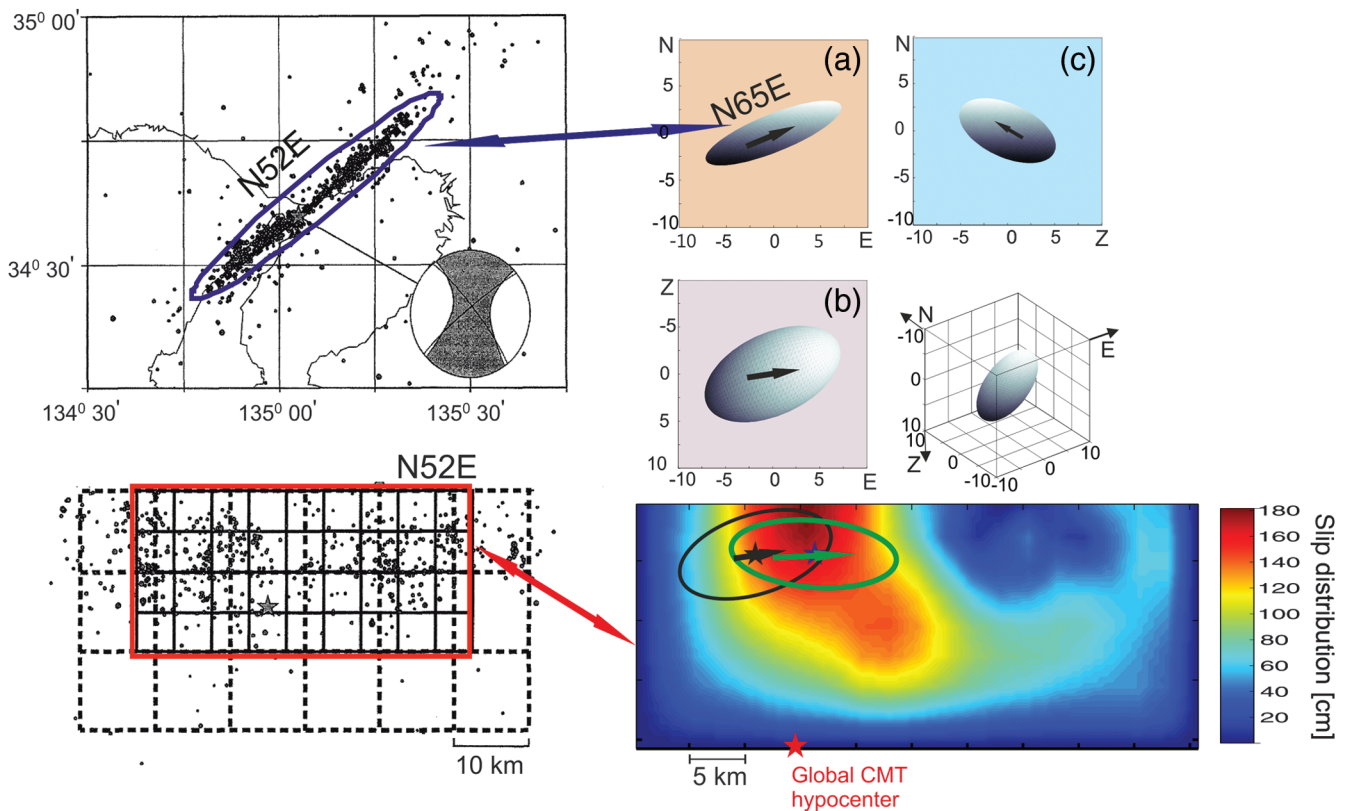 35⁰ 00'
34⁰ 30'
134⁰ 30'
135⁰ 00'
135⁰ 30'
N52E
N
5
0
-5
-10
-10
-5
0
5
E
N65E
(a)
N
5
0
-5
-10
-10
-5
0
5
Z
(c)
Z
-5
0
5
10
-10
-5
0
5
E
(b)
N
-10
0
10
Z
10
0
-10
-10
0
10
E
N52E
10 km
5 km
Global CMT
hypocenter
180
160
140
120
100
80
60
40
20
Slip distribution [cm]